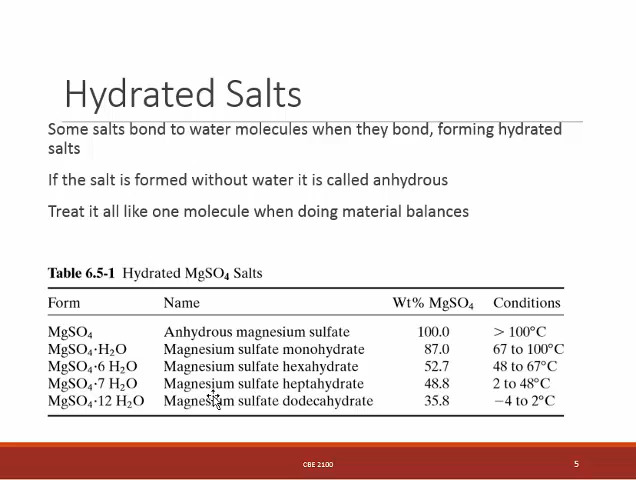 Hydrated Salts
Some salts bond to water molecules when they bond, forming hydrated
salts
If the salt is formed without water it is called anhydrous
Treat it all like one molecule when doing material balances
Table 6.5-1 Hydrated MgSO₄ Salts
Form Name Wt% MgSO₄ Conditions
MgSO₄ Anhydrous magnesium sulfate 100.0 > 100°C
MgSO₄·H₂O Magnesium sulfate monohydrate 87.0 67 to 100°C
MgSO₄·6 H₂O Magnesium sulfate hexahydrate 52.7 48 to 67°C
MgSO₄·7 H₂O Magnesium sulfate heptahydrate 48.8 2 to 48°C
MgSO₄·12 H₂O Magnesium sulfate dodecahydrate 35.8 −4 to 2°C
CBE 2100 5